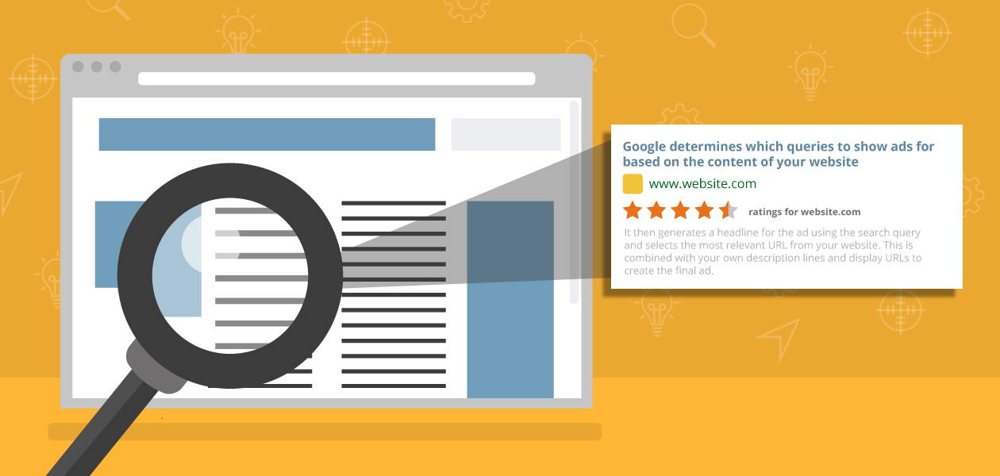 Google determines which queries to show ads for
based on the content of your website
www.website.com
ratings for website.com
It then generates a headline for the ad using the search query
and selects the most relevant URL from your website. This is
combined with your own description lines and display URLs to
create the final ad.